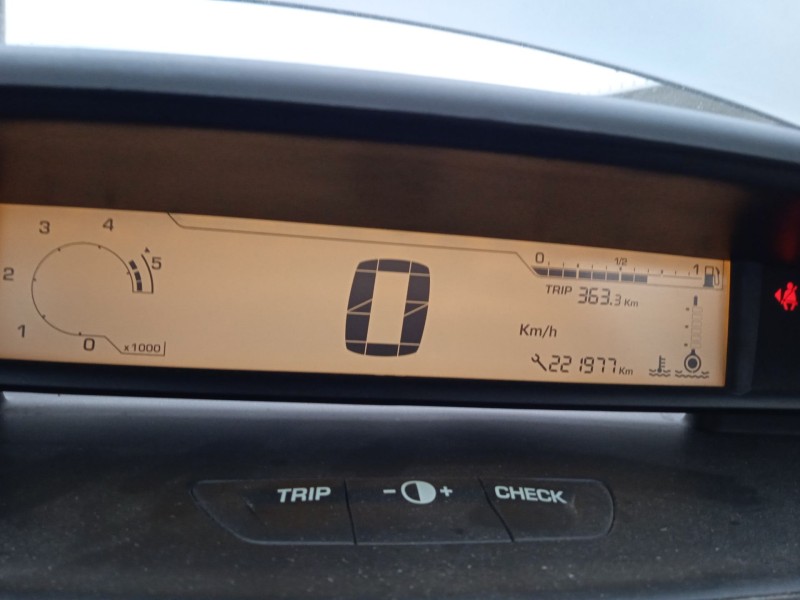 0 1 2 3 4 5
x1000
0
0 1/2 1
TRIP 363.3 Km
Km/h
221977 Km
TRIP - + CHECK